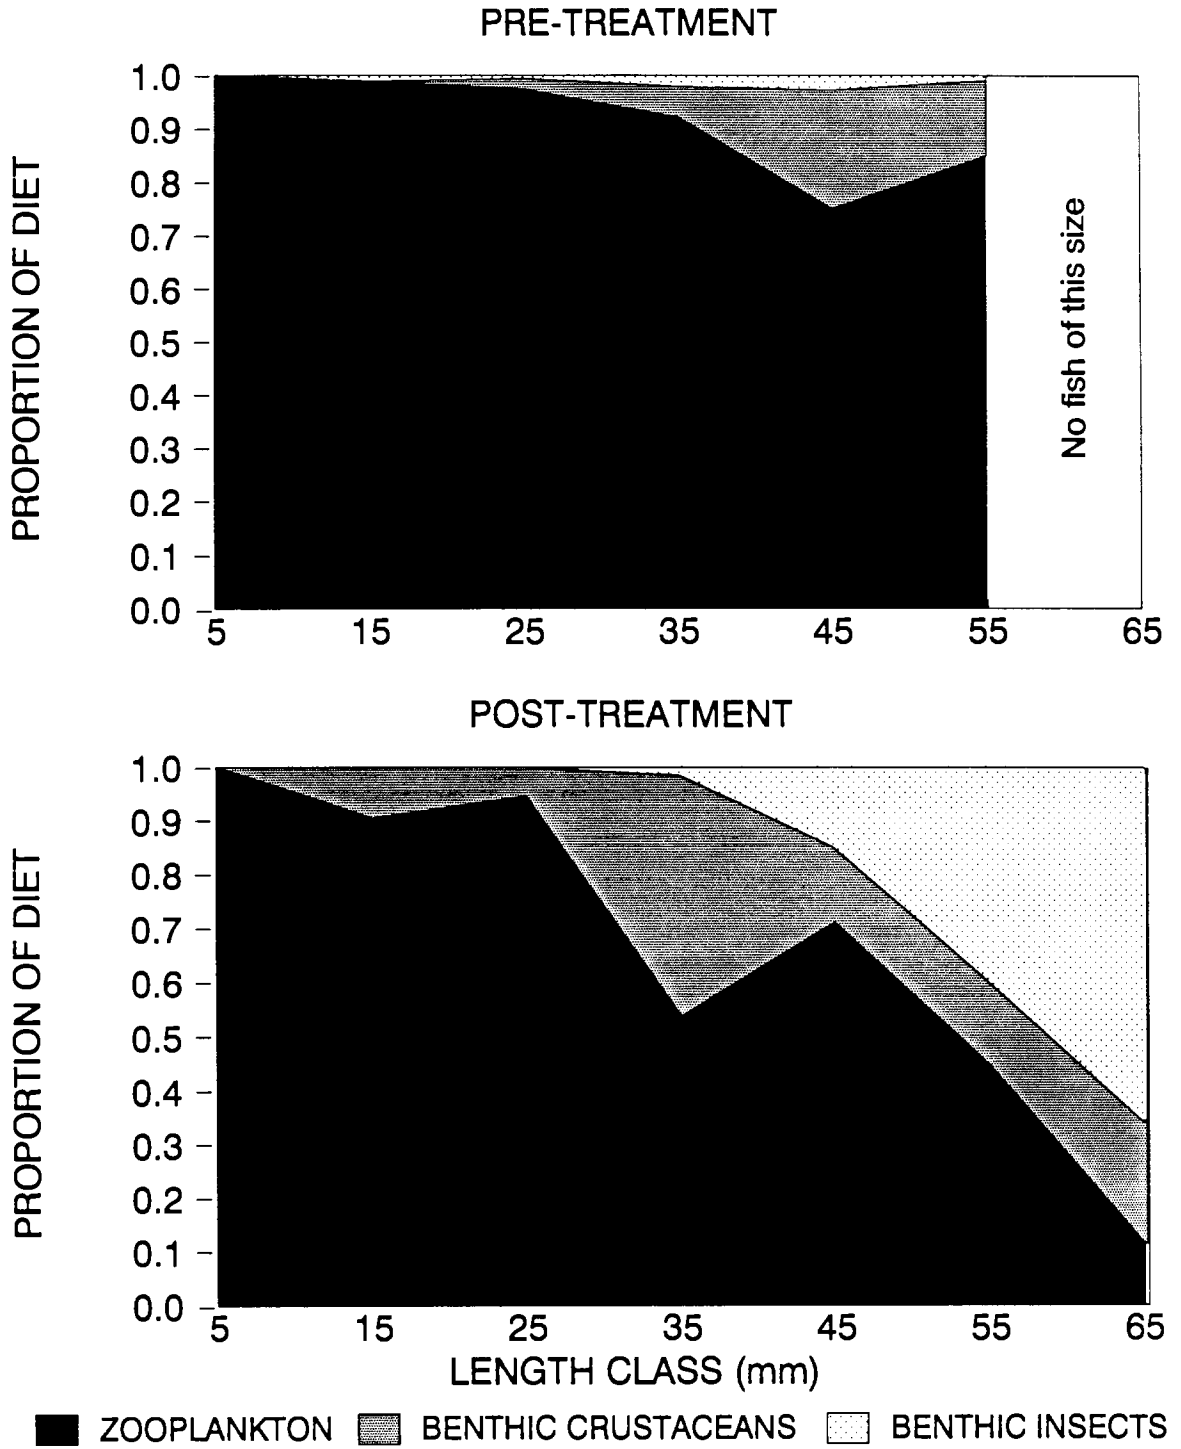 PRE-TREATMENT
PROPORTION OF DIET
1.0
0.9
0.8
0.7
0.6
0.5
0.4
0.3
0.2
0.1
0.0
5 15 25 35 45 55 65
No fish of this size
POST-TREATMENT
PROPORTION OF DIET
1.0
0.9
0.8
0.7
0.6
0.5
0.4
0.3
0.2
0.1
0.0
5 15 25 35 45 55 65
LENGTH CLASS (mm)
ZOOPLANKTON BENTHIC CRUSTACEANS BENTHIC INSECTS